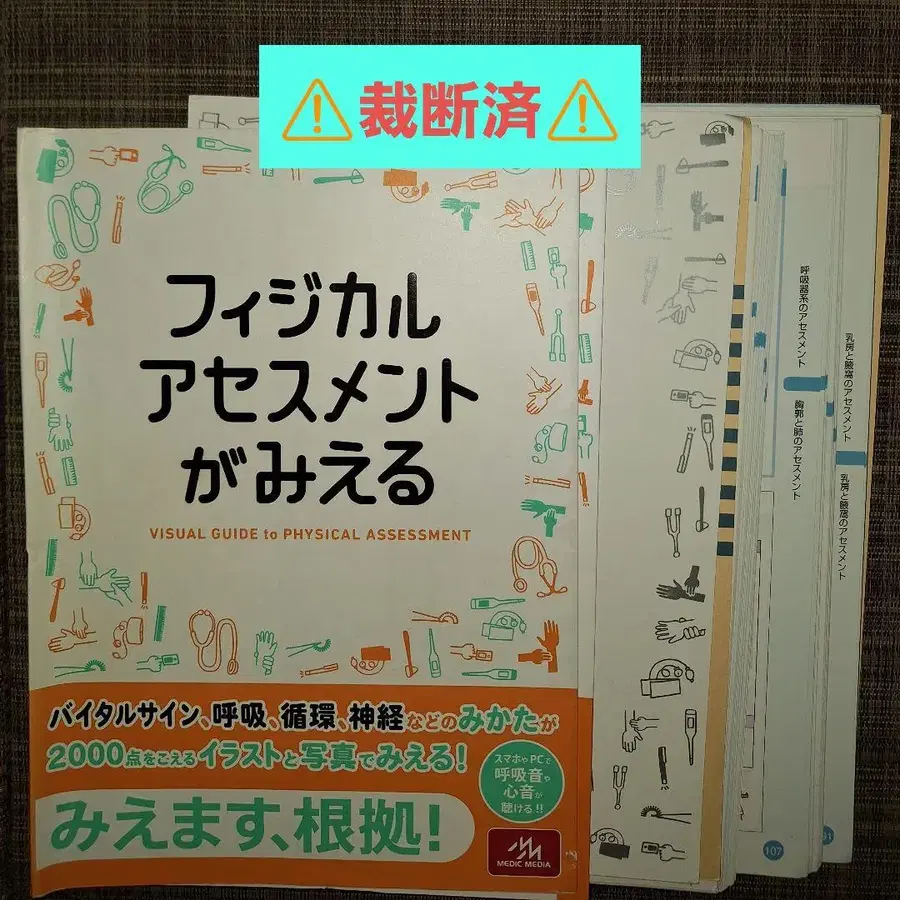 ⚠裁断済⚠
フィジカル
アセスメント
がみえる
VISUAL GUIDE to PHYSICAL ASSESSMENT
バイタルサイン、呼吸、循環、神経などのみかたが
2000点をこえるイラストと写真でみえる!
スマホやPCで
呼吸音や
心音が
聴ける!!
みえます、根拠!
MEDIC MEDIA
呼吸器系のアセスメント
胸郭と肺のアセスメント
107
乳房と腋窩のアセスメント
乳房と腋窩のアセスメント